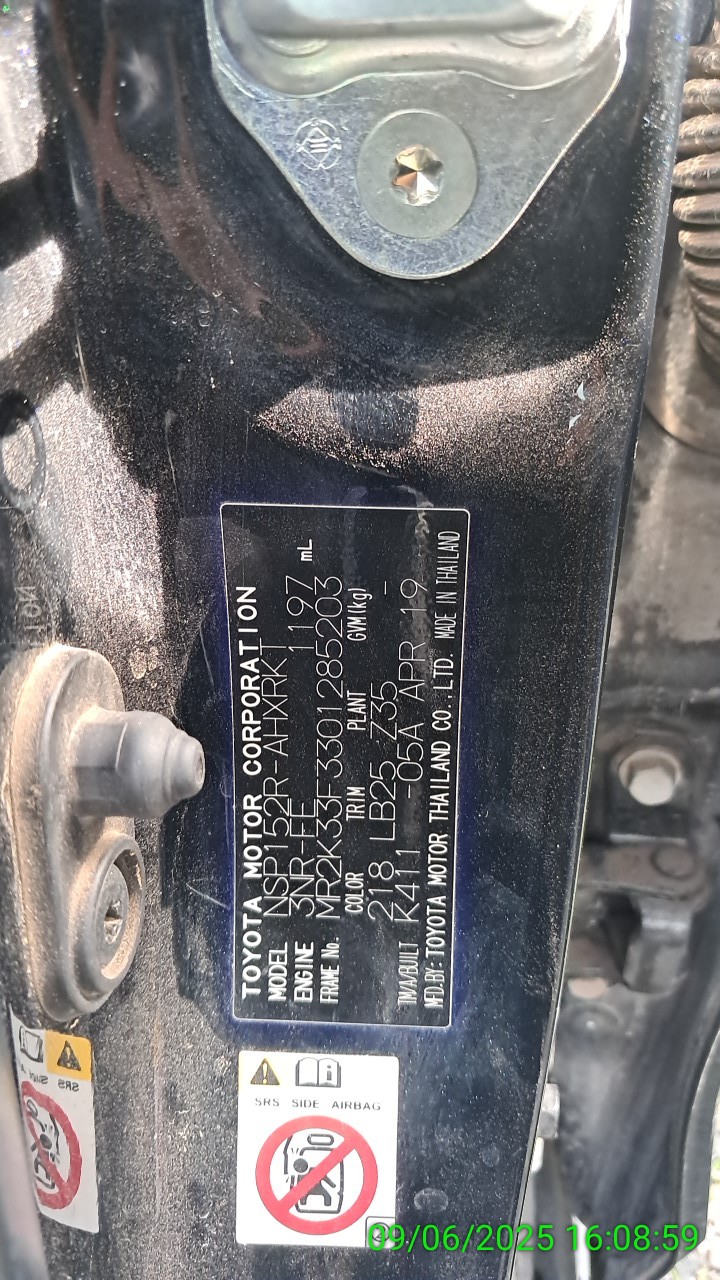 TOYOTA MOTOR CORPORATION
MODEL NSP152R-AHXRKT
ENGINE 3NR-FE 1197 mL
FRAME No. MR2K33F3301285203
COLOR TRIM PLANT GVM(kg)
218 LB25 Z35 -
TM/A/BUILT K411 -05A APR 19
MFD.BY:TOYOTA MOTOR THAILAND CO.,LTD. MADE IN THAILAND
SRS SIDE AIRBAG
SRS SIDE
09/06/2025 16:08:59